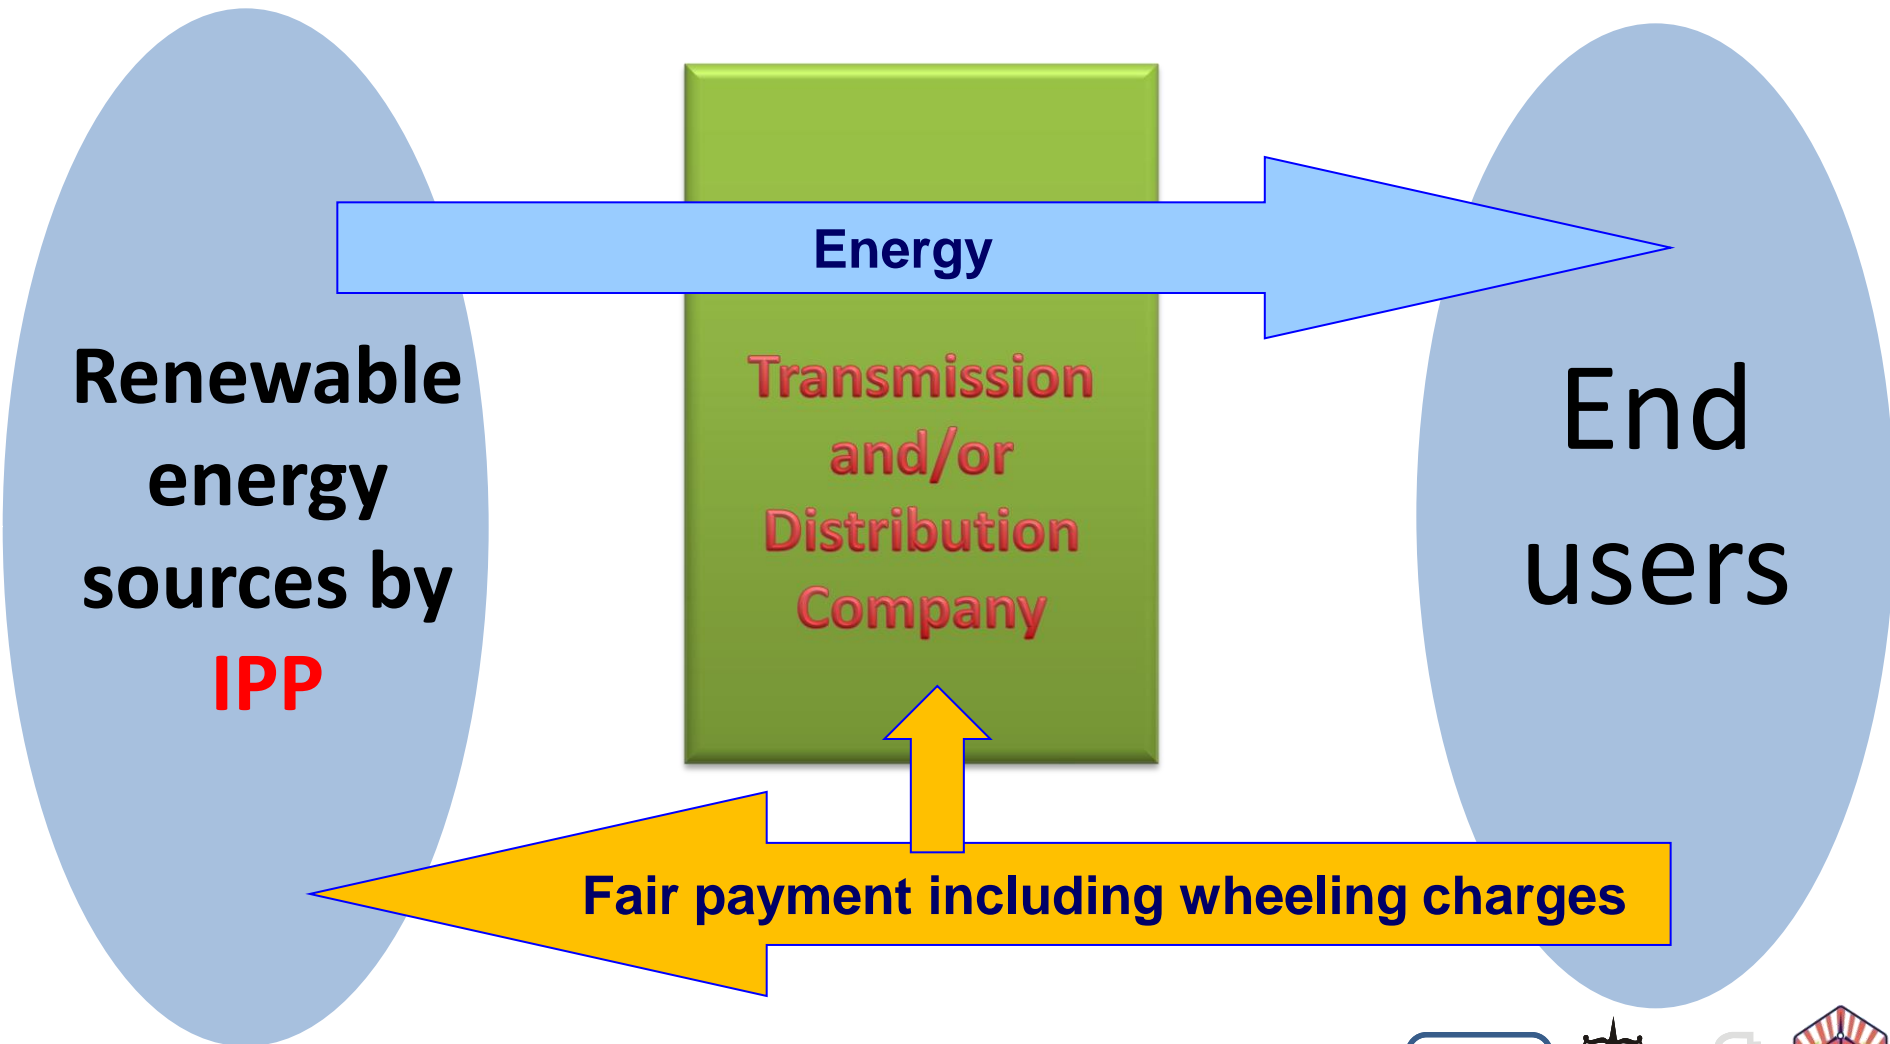 Energy
Renewable
energy
sources by
IPP
Transmission
and/or
Distribution
Company
End
users
Fair payment including wheeling charges